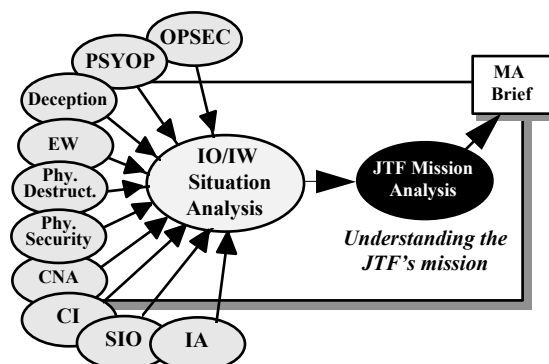 OPSEC
PSYOP
MA
Brief
Deception
EW
IO/IW
Situation
Analysis
JTF Mission
Analysis
Phy.
Destruct.
Phy.
Security
Understanding the
JTF's mission
CNA
CI
SIO
IA